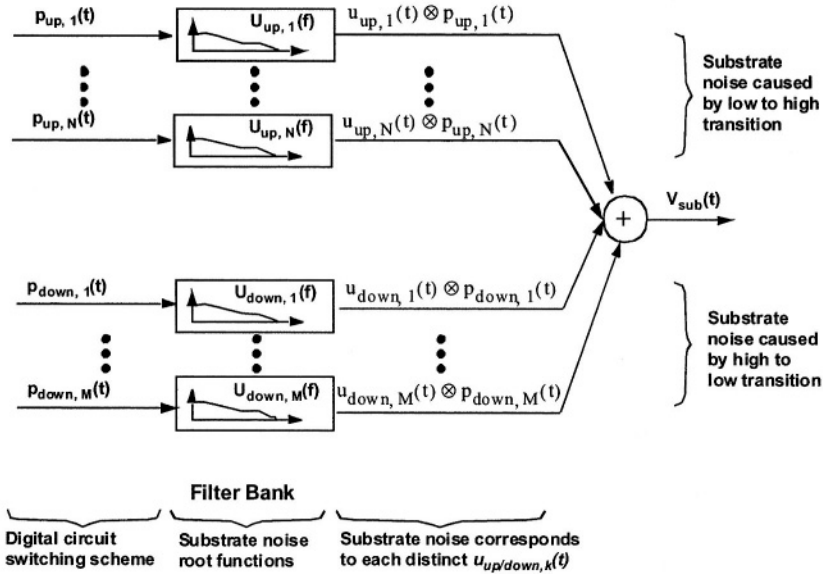 p_up, 1(t)
U_up, 1(f)
u_up, 1(t) ⊗ p_up, 1(t)
Substrate
noise caused
by low to high
transition
p_up, N(t)
U_up, N(f)
u_up, N(t) ⊗ p_up, N(t)
+
V_sub(t)
p_down, 1(t)
U_down, 1(f)
u_down, 1(t) ⊗ p_down, 1(t)
Substrate
noise caused
by high to
low transition
p_down, M(t)
U_down, M(f)
u_down, M(t) ⊗ p_down, M(t)
Filter Bank
Digital circuit
switching scheme
Substrate noise
root functions
Substrate noise corresponds
to each distinct u_up/down,k(t)